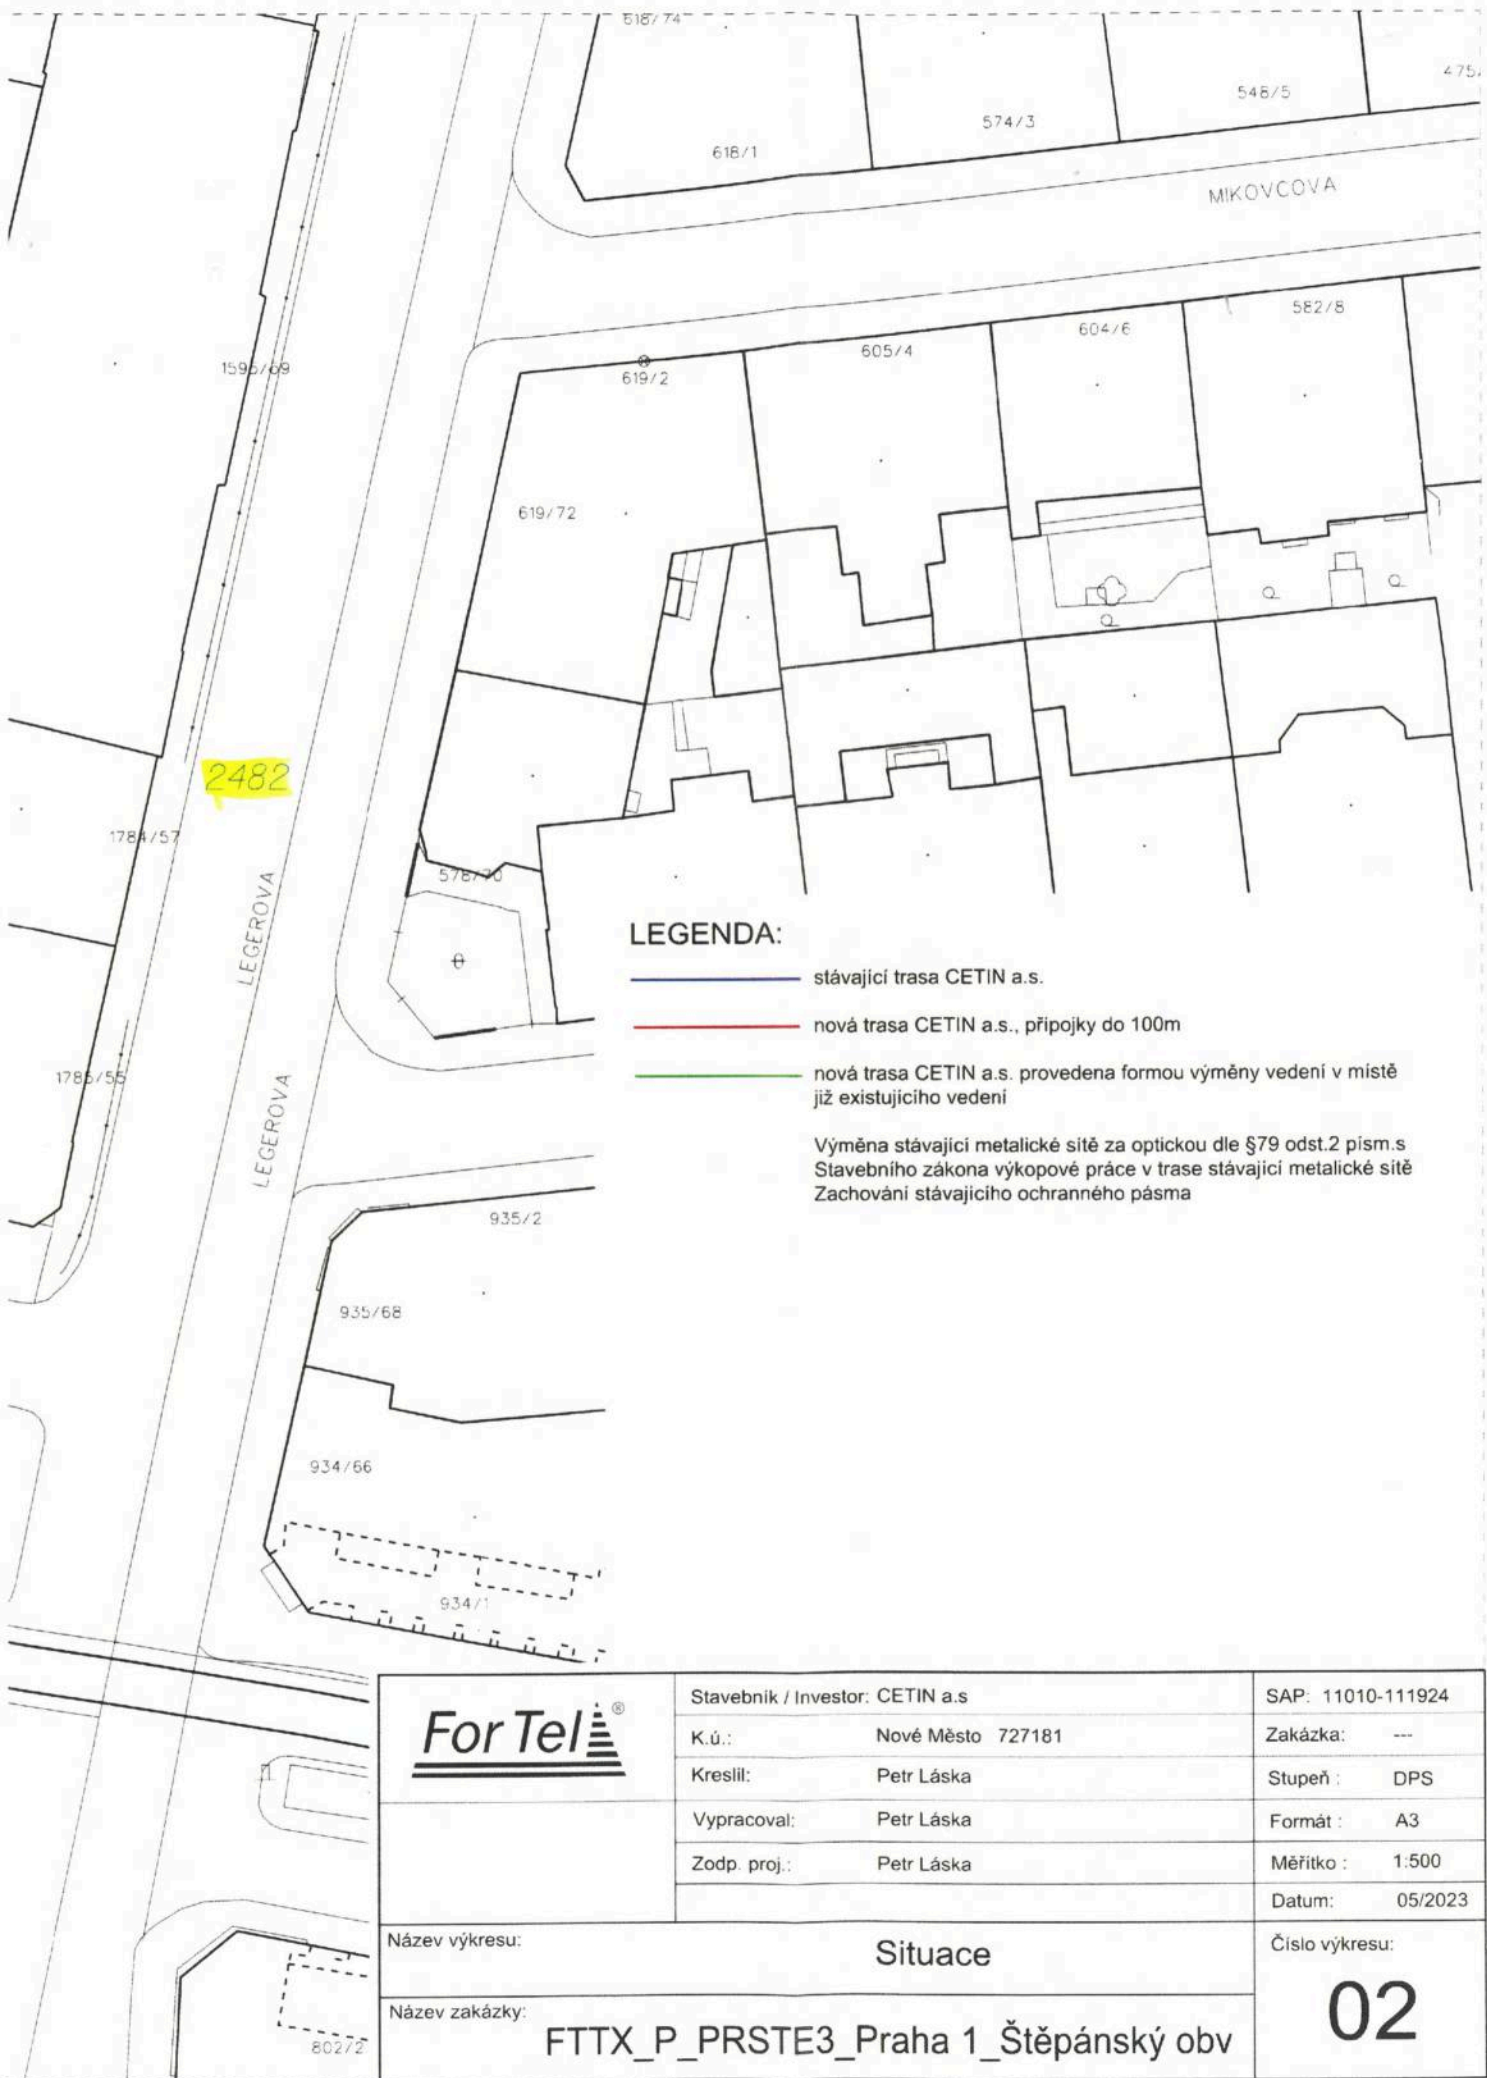 618/74
475
548/5
574/3
618/1
MIKOVCOVA
582/8
604/6
605/4
619/2
1595/69
619/72
2482
1784/57
578/70
LEGEROVA
LEGENDA:
stávající trasa CETIN a.s.
nová trasa CETIN a.s., přípojky do 100m
nová trasa CETIN a.s. provedena formou výměny vedení v místě
již existujícího vedení
1785/55
LEGEROVA
Výměna stávající metalické sítě za optickou dle §79 odst.2 písm.s
Stavebního zákona výkopové práce v trase stávající metalické sítě
Zachování stávajícího ochranného pásma
935/2
935/68
934/66
934/1
802/2
For Tel ®
Stavebník / Investor: CETIN a.s
SAP: 11010-111924
K.ú.: Nové Město 727181
Zakázka: ---
Kreslil: Petr Láska
Stupeň : DPS
Vypracoval: Petr Láska
Formát : A3
Zodp. proj.: Petr Láska
Měřítko : 1:500
Datum: 05/2023
Název výkresu: Situace
Číslo výkresu:
02
Název zakázky:
FTTX_P_PRSTE3_Praha 1_Štěpánský obv